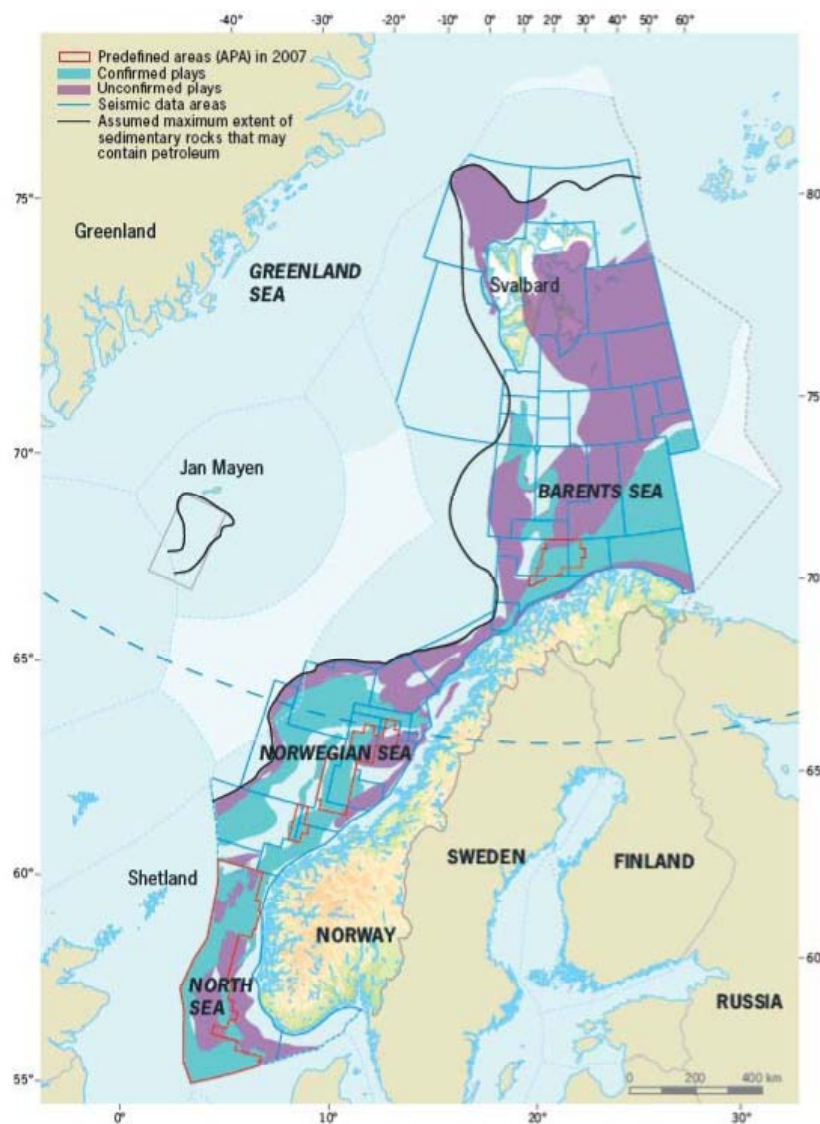 -40° -30° -20° -10° 0° 10° 20° 30° 40° 50° 60°
Predefined areas (APA) in 2007
Confirmed plays
Unconfirmed plays
Seismic data areas
Assumed maximum extent of
sedimentary rocks that may
contain petroleum
75°
80°
Greenland
GREENLAND
SEA
Svalbard
75°
70°
Jan Mayen
BARENTS SEA
70°
65°
NORWEGIAN SEA
65°
60°
Shetland
SWEDEN
FINLAND
NORWAY
60°
NORTH
SEA
RUSSIA
55°
0 200 400 km
0° 10° 20° 30°